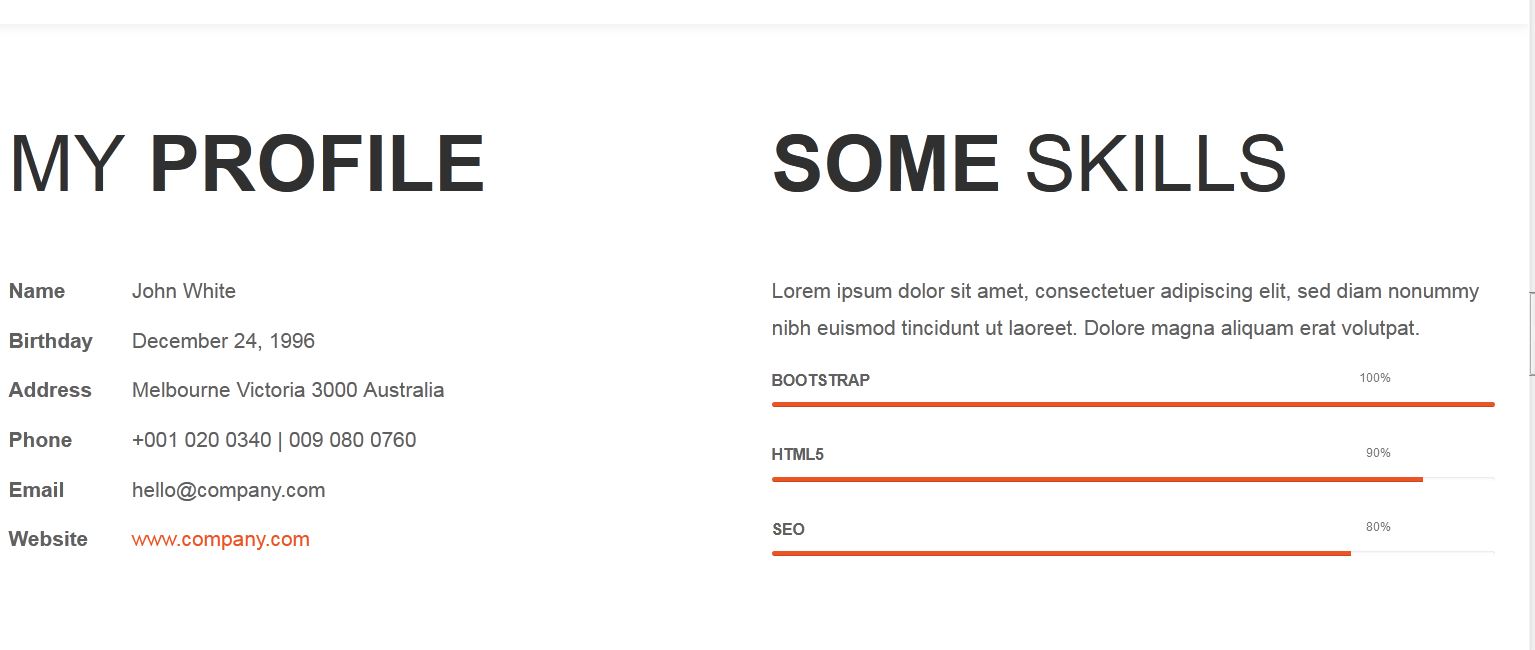 MY PROFILE
Name John White
Birthday December 24, 1996
Address Melbourne Victoria 3000 Australia
Phone +001 020 0340 | 009 080 0760
Email hello@company.com
Website www.company.com
SOME SKILLS
Lorem ipsum dolor sit amet, consectetuer adipiscing elit, sed diam nonummy
nibh euismod tincidunt ut laoreet. Dolore magna aliquam erat volutpat.
BOOTSTRAP 100%
HTML5 90%
SEO 80%